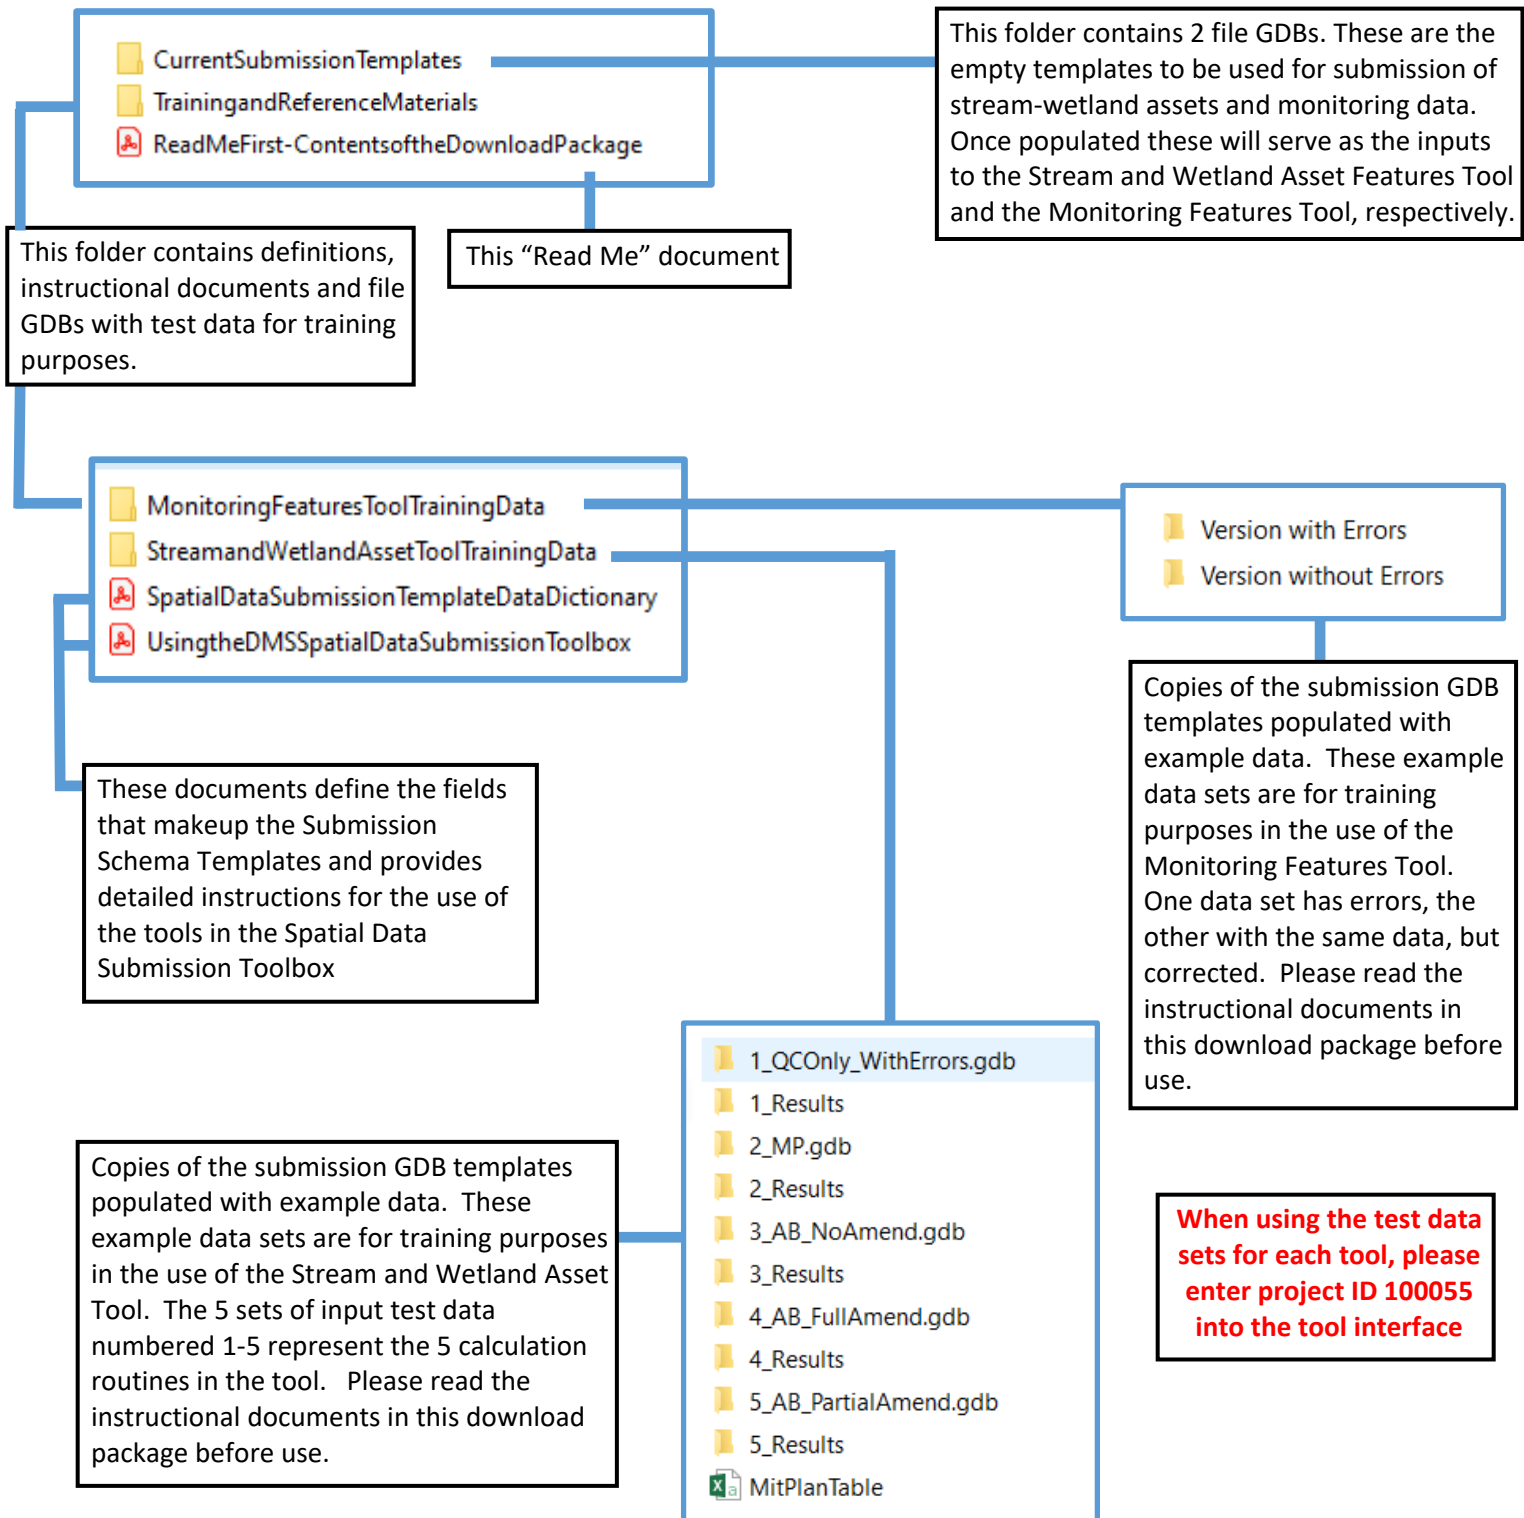 CurrentSubmissionTemplates
TrainingandReferenceMaterials
ReadMeFirst-ContentsoftheDownloadPackage
This folder contains 2 file GDBs. These are the
empty templates to be used for submission of
stream-wetland assets and monitoring data.
Once populated these will serve as the inputs
to the Stream and Wetland Asset Features Tool
and the Monitoring Features Tool, respectively.
This folder contains definitions,
instructional documents and file
GDBs with test data for training
purposes.
This “Read Me” document
MonitoringFeaturesToolTrainingData
StreamandWetlandAssetToolTrainingData
SpatialDataSubmissionTemplateDataDictionary
UsingtheDMSSpatialDataSubmissionToolbox
Version with Errors
Version without Errors
These documents define the fields
that makeup the Submission
Schema Templates and provides
detailed instructions for the use of
the tools in the Spatial Data
Submission Toolbox
Copies of the submission GDB
templates populated with
example data.  These example
data sets are for training
purposes in the use of the
Monitoring Features Tool.
One data set has errors, the
other with the same data, but
corrected.  Please read the
instructional documents in
this download package before
use.
1_QCOnly_WithErrors.gdb
1_Results
2_MP.gdb
2_Results
3_AB_NoAmend.gdb
3_Results
4_AB_FullAmend.gdb
4_Results
5_AB_PartialAmend.gdb
5_Results
MitPlanTable
Copies of the submission GDB templates
populated with example data.  These
example data sets are for training purposes
in the use of the Stream and Wetland Asset
Tool.  The 5 sets of input test data
numbered 1-5 represent the 5 calculation
routines in the tool.   Please read the
instructional documents in this download
package before use.
When using the test data
sets for each tool, please
enter project ID 100055
into the tool interface